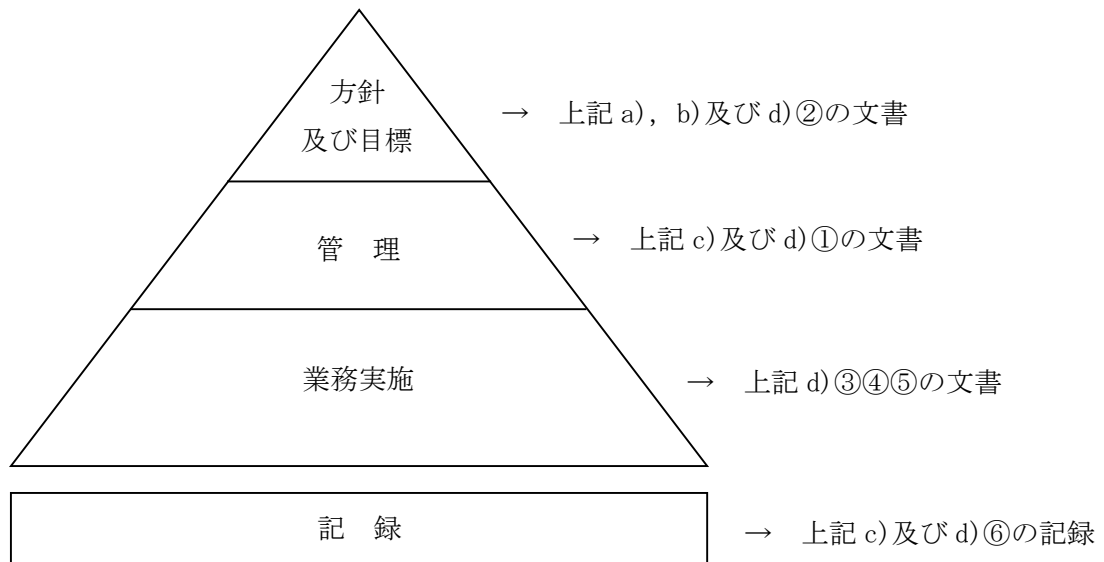 方針
及び目標
→ 上記 a), b)及び d)②の文書
管 理
→ 上記 c)及び d)①の文書
業務実施
→ 上記 d)③④⑤の文書
記 録
→ 上記 c)及び d)⑥の記録